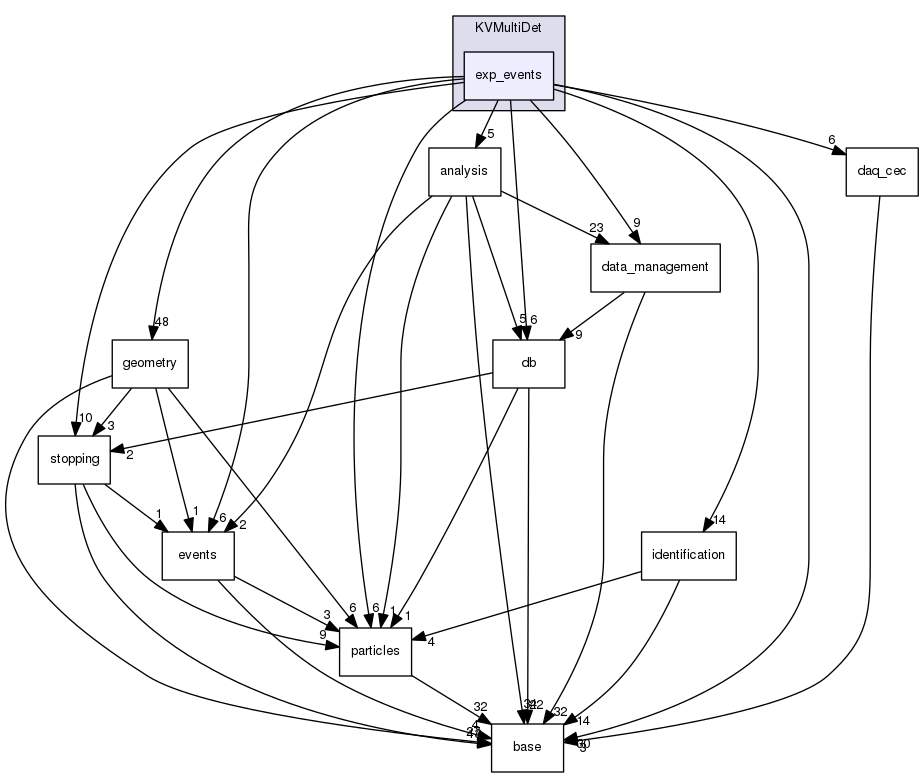 KVMultiDet
exp_events
6
5
analysis
daq_cec
23
9
data_management
48
5
6
9
geometry
db
10
3
2
stopping
1
1
6
2
14
events
identification
3
6
6
1
1
9
4
particles
32
32
14
base